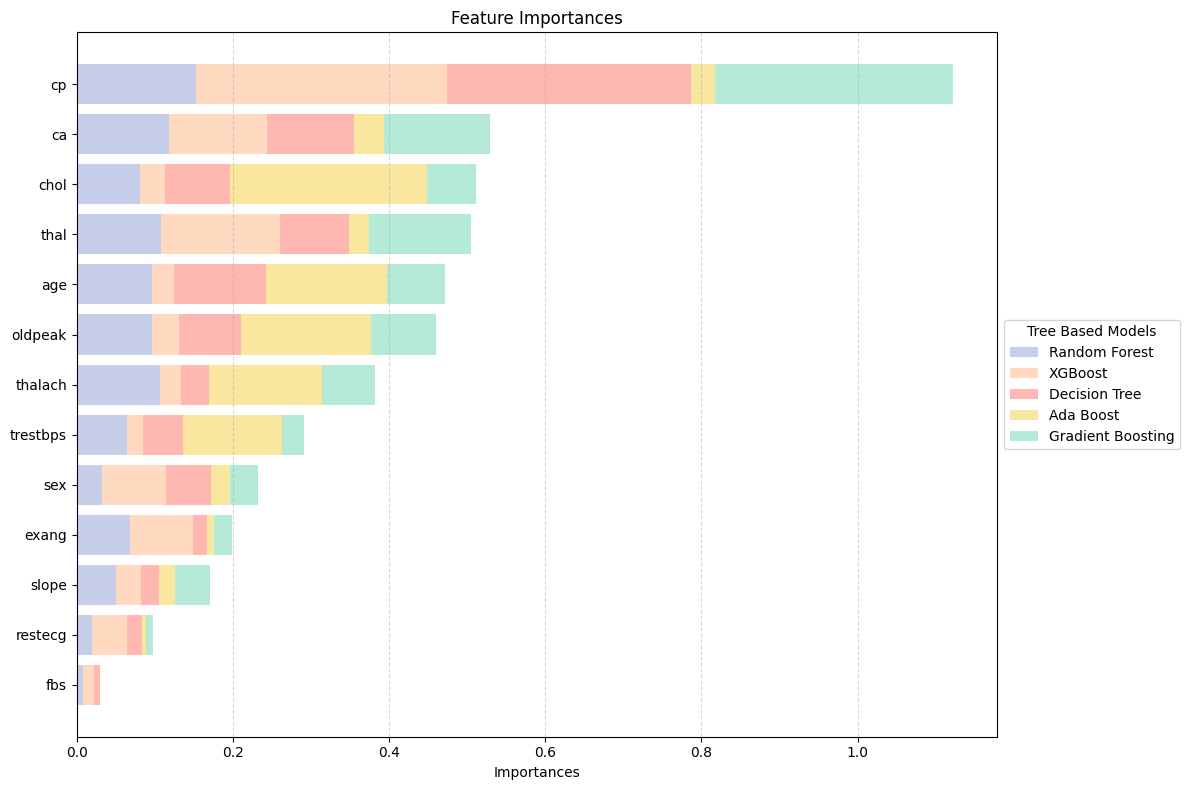 Feature Importances
cp
ca
chol
thal
age
oldpeak
thalach
trestbps
sex
exang
slope
restecg
fbs
0.0 0.2 0.4 0.6 0.8 1.0
Importances
Tree Based Models
Random Forest
XGBoost
Decision Tree
Ada Boost
Gradient Boosting